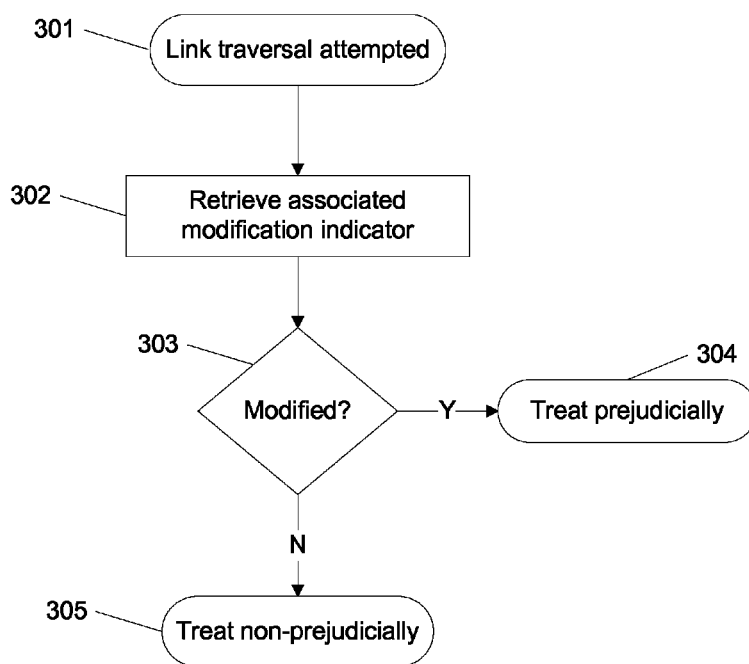 301
Link traversal attempted
302
Retrieve associated
modification indicator
303
Modified?
Y
304
Treat prejudicially
N
305
Treat non-prejudicially